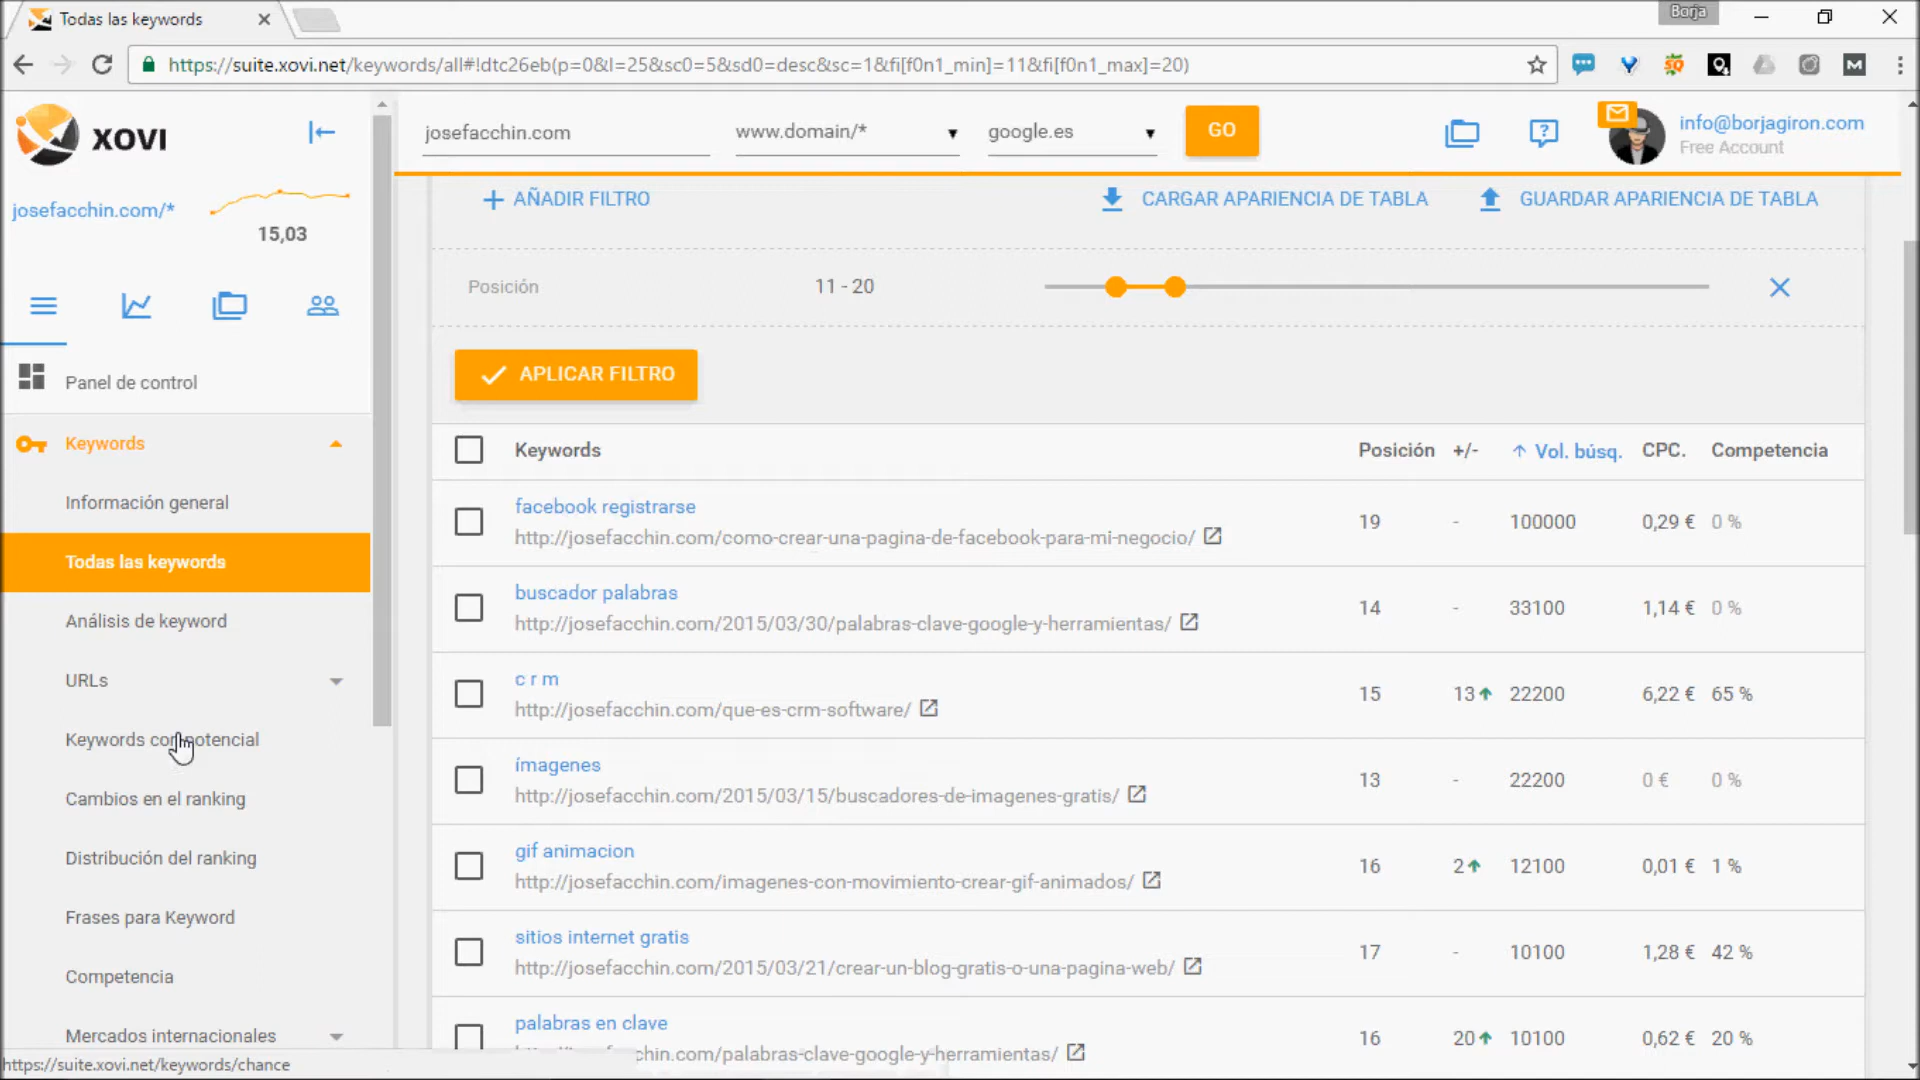 Todas las keywords
Borja
https://suite.xovi.net/keywords/all#!dtc26eb(p=0&l=25&sc0=5&sd0=desc&sc=1&fi[f0n1_min]=11&fi[f0n1_max]=20)
XOVI
josefacchin.com
www.domain/*
google.es
GO
info@borjagiron.com
Free Account
josefacchin.com/*
15,03
AÑADIR FILTRO
CARGAR APARIENCIA DE TABLA
GUARDAR APARIENCIA DE TABLA
Posición 11 - 20
APLICAR FILTRO
Panel de control
Keywords
Información general
Todas las keywords
Análisis de keyword
URLs
Keywords con potencial
Cambios en el ranking
Distribución del ranking
Frases para Keyword
Competencia
Mercados internacionales
Keywords Posición +/- Vol. búsq. CPC. Competencia
facebook registrarse
http://josefacchin.com/como-crear-una-pagina-de-facebook-para-mi-negocio/
19 - 100000 0,29 € 0 %
buscador palabras
http://josefacchin.com/2015/03/30/palabras-clave-google-y-herramientas/
14 - 33100 1,14 € 0 %
c r m
http://josefacchin.com/que-es-crm-software/
15 13 22200 6,22 € 65 %
ímagenes
http://josefacchin.com/2015/03/15/buscadores-de-imagenes-gratis/
13 - 22200 0 € 0 %
gif animacion
http://josefacchin.com/imagenes-con-movimiento-crear-gif-animados/
16 2 12100 0,01 € 1 %
sitios internet gratis
http://josefacchin.com/2015/03/21/crear-un-blog-gratis-o-una-pagina-web/
17 - 10100 1,28 € 42 %
palabras en clave
chin.com/palabras-clave-google-y-herramientas/
16 20 10100 0,62 € 20 %
https://suite.xovi.net/keywords/chance